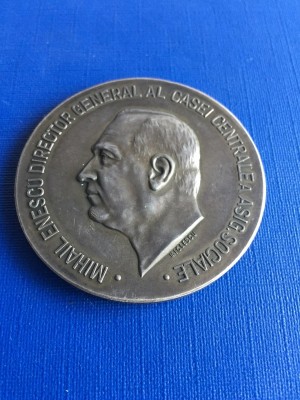 · MIHAIL ENESCU DIRECTOR GENERAL AL CASEI CENTRALE A ASIG. SOCIALE ·